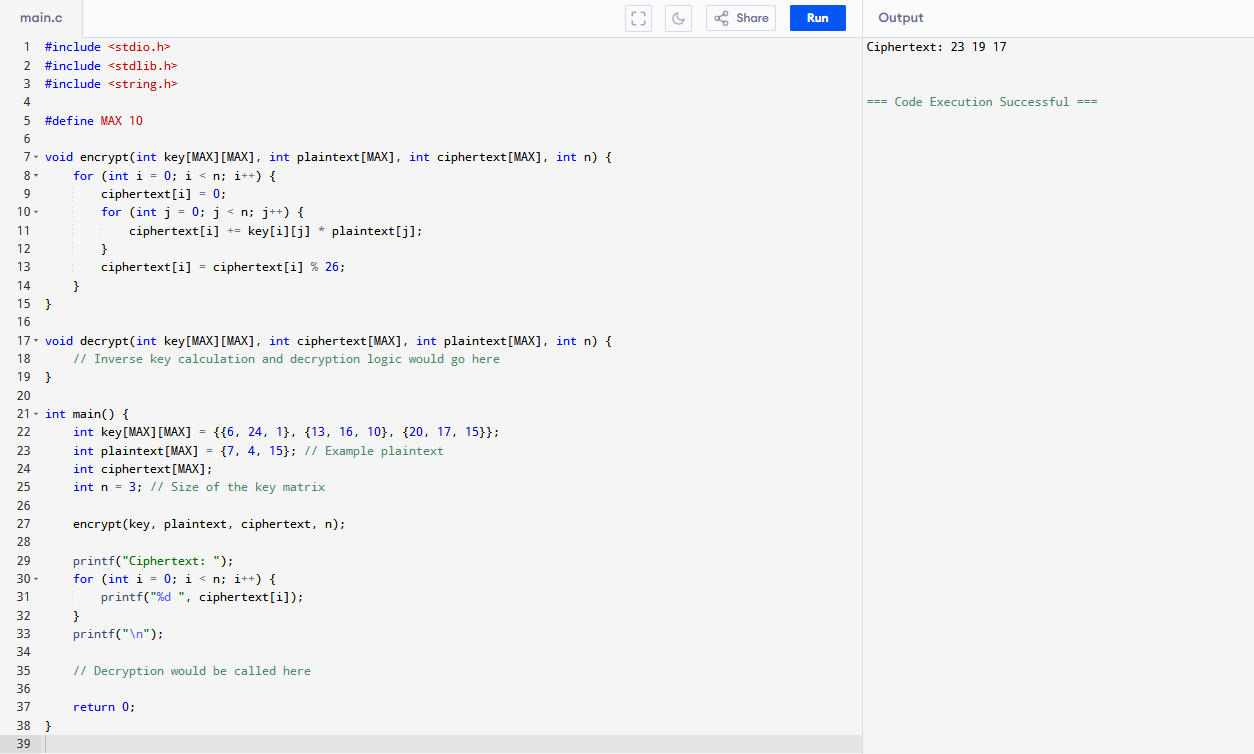 main.c
Share
Run
Output
1 #include <stdio.h>
2 #include <stdlib.h>
3 #include <string.h>
4
5 #define MAX 10
6
7 void encrypt(int key[MAX][MAX], int plaintext[MAX], int ciphertext[MAX], int n) {
8     for (int i = 0; i < n; i++) {
9         ciphertext[i] = 0;
10         for (int j = 0; j < n; j++) {
11             ciphertext[i] += key[i][j] * plaintext[j];
12         }
13         ciphertext[i] = ciphertext[i] % 26;
14     }
15 }
16
17 void decrypt(int key[MAX][MAX], int ciphertext[MAX], int plaintext[MAX], int n) {
18     // Inverse key calculation and decryption logic would go here
19 }
20
21 int main() {
22     int key[MAX][MAX] = {{6, 24, 1}, {13, 16, 10}, {20, 17, 15}};
23     int plaintext[MAX] = {7, 4, 15}; // Example plaintext
24     int ciphertext[MAX];
25     int n = 3; // Size of the key matrix
26
27     encrypt(key, plaintext, ciphertext, n);
28
29     printf("Ciphertext: ");
30     for (int i = 0; i < n; i++) {
31         printf("%d ", ciphertext[i]);
32     }
33     printf("\n");
34
35     // Decryption would be called here
36
37     return 0;
38 }
39
Ciphertext: 23 19 17
=== Code Execution Successful ===